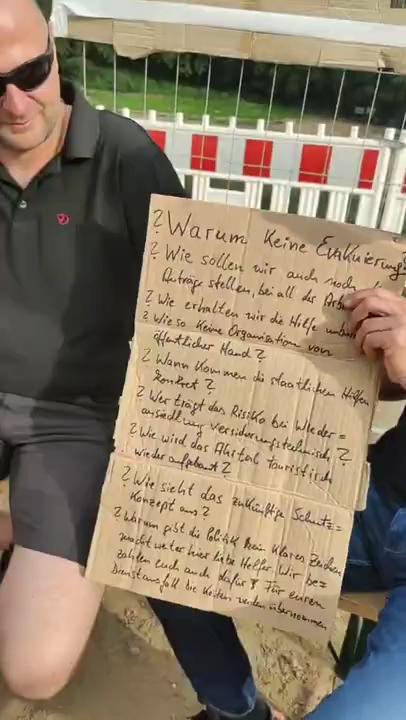 ? Warum Keine Evakuierung?
? Wie sollen wir auch noch
Anträge stellen, bei all der Arbeit
? Wie erhalten wir die Hilfe
? Wieso Keine Organisation von
öffentlicher Hand?
? Wann Kommen die staatlichen Hilfen
Konkret?
? Wer trägt das Risiko bei Wieder=
ansiedlung versicherungstechnisch?
? Wie wird das Ahrtal touristisch
wieder aufgebaut?
? Wie sieht das zukünftige Schutz=
Konzept aus?
? Warum gibt die Politik Kein Klares Zeichen
macht weiter hier liebe Helfer. Wir be=
zahlen euch auch dafür? Für euren
Dienstausfall die Kosten werden übernommen